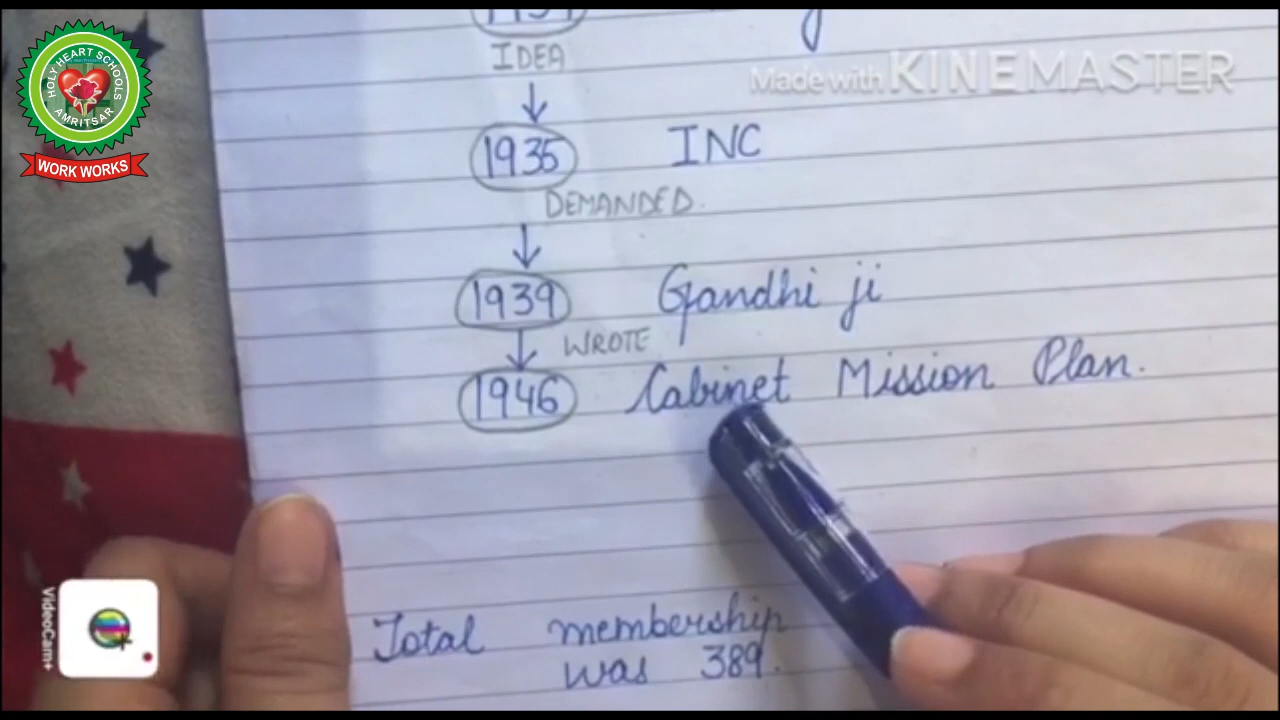 IDEA
Made with KINEMASTER
HOLY HEART SCHOOLS
AMRITSAR
WORK WORKS
1935 INC
DEMANDED.
1939 Gandhi ji
WROTE
1946 Cabinet Mission Plan.
VideoCam+
Total membership
was 389.